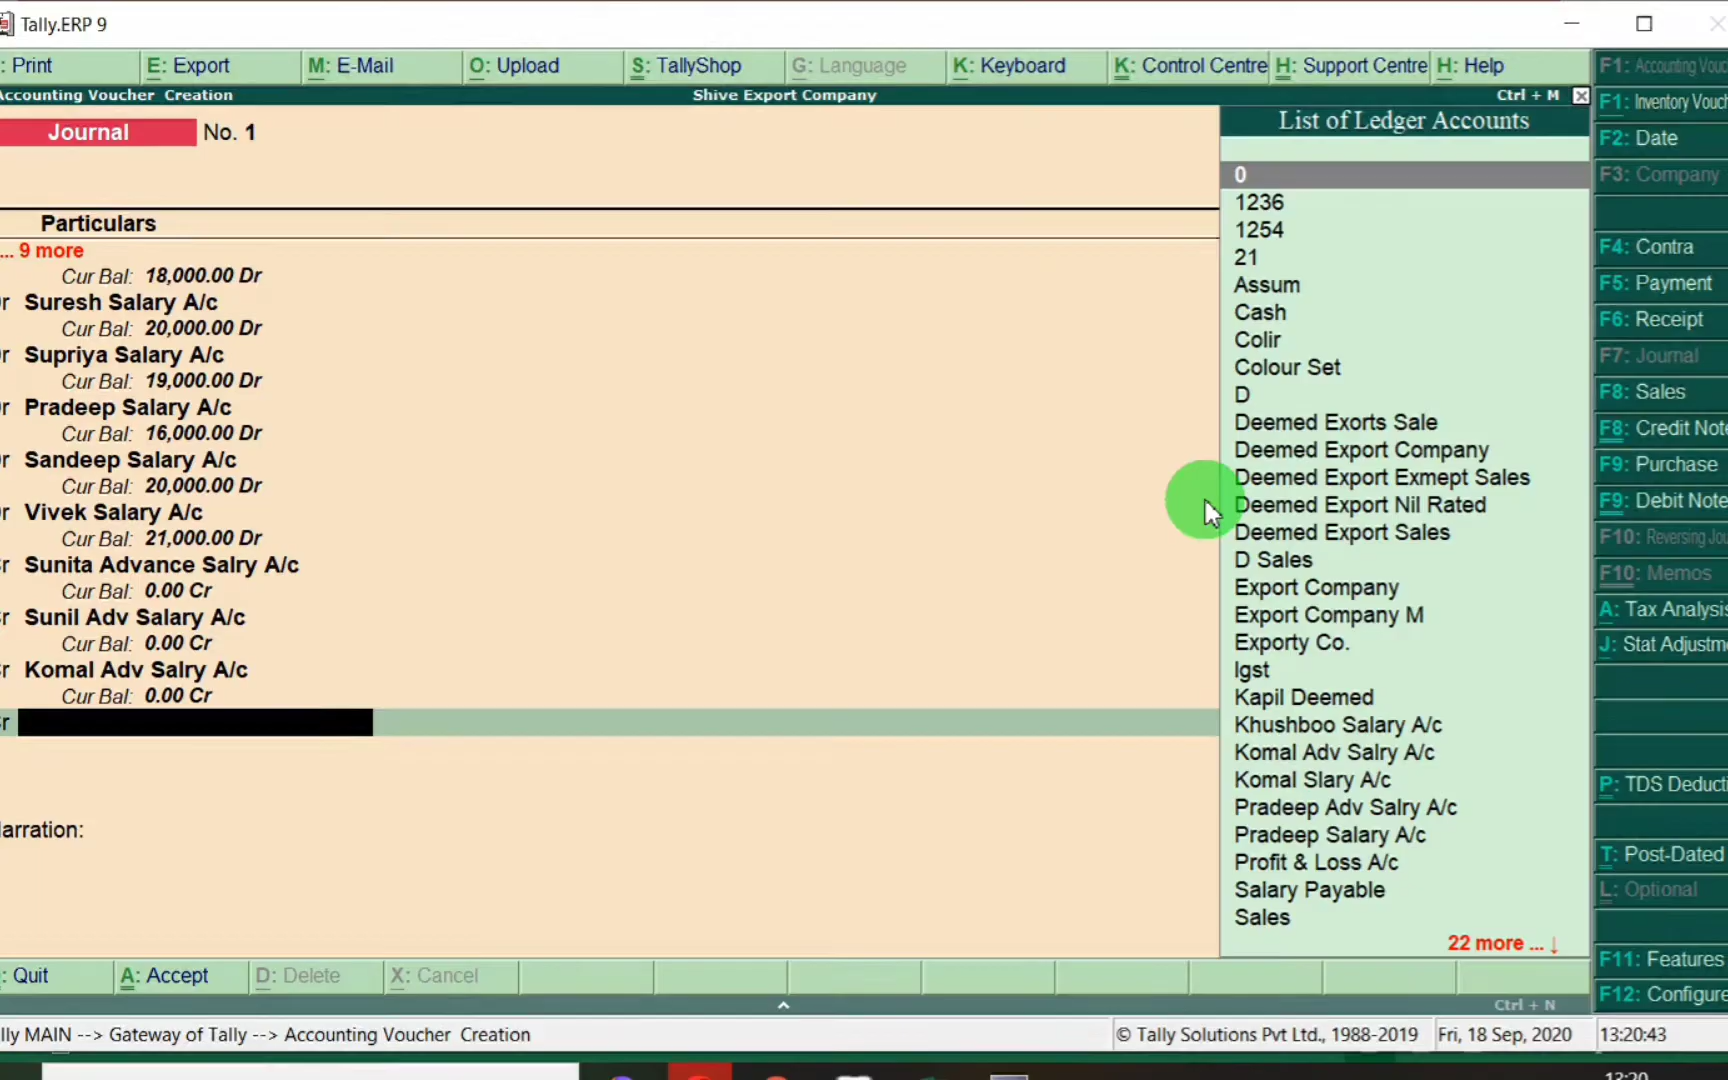 Tally.ERP 9
: Print
E: Export
M: E-Mail
O: Upload
S: TallyShop
G: Language
K: Keyboard
K: Control Centre
H: Support Centre
H: Help
Accounting Voucher Creation
Shive Export Company
Ctrl + M
Journal No. 1
Particulars
... 9 more
Cur Bal: 18,000.00 Dr
r Suresh Salary A/c
Cur Bal: 20,000.00 Dr
r Supriya Salary A/c
Cur Bal: 19,000.00 Dr
r Pradeep Salary A/c
Cur Bal: 16,000.00 Dr
r Sandeep Salary A/c
Cur Bal: 20,000.00 Dr
r Vivek Salary A/c
Cur Bal: 21,000.00 Dr
r Sunita Advance Salry A/c
Cur Bal: 0.00 Cr
r Sunil Adv Salary A/c
Cur Bal: 0.00 Cr
r Komal Adv Salry A/c
Cur Bal: 0.00 Cr
r
arration:
List of Ledger Accounts
0
1236
1254
21
Assum
Cash
Colir
Colour Set
D
Deemed Exorts Sale
Deemed Export Company
Deemed Export Exmept Sales
Deemed Export Nil Rated
Deemed Export Sales
D Sales
Export Company
Export Company M
Exporty Co.
Igst
Kapil Deemed
Khushboo Salary A/c
Komal Adv Salry A/c
Komal Slary A/c
Pradeep Adv Salry A/c
Pradeep Salary A/c
Profit & Loss A/c
Salary Payable
Sales
22 more ... ↓
F1: Accounting Vouc
F1: Inventory Vouch
F2: Date
F3: Company
F4: Contra
F5: Payment
F6: Receipt
F7: Journal
F8: Sales
F8: Credit Note
F9: Purchase
F9: Debit Note
F10: Reversing Jou
F10: Memos
A: Tax Analysis
J: Stat Adjustm
P: TDS Deducti
T: Post-Dated
L: Optional
F11: Features
F12: Configure
: Quit
A: Accept
D: Delete
X: Cancel
Ctrl + N
lly MAIN --> Gateway of Tally --> Accounting Voucher Creation
© Tally Solutions Pvt Ltd., 1988-2019
Fri, 18 Sep, 2020
13:20:43
13:20